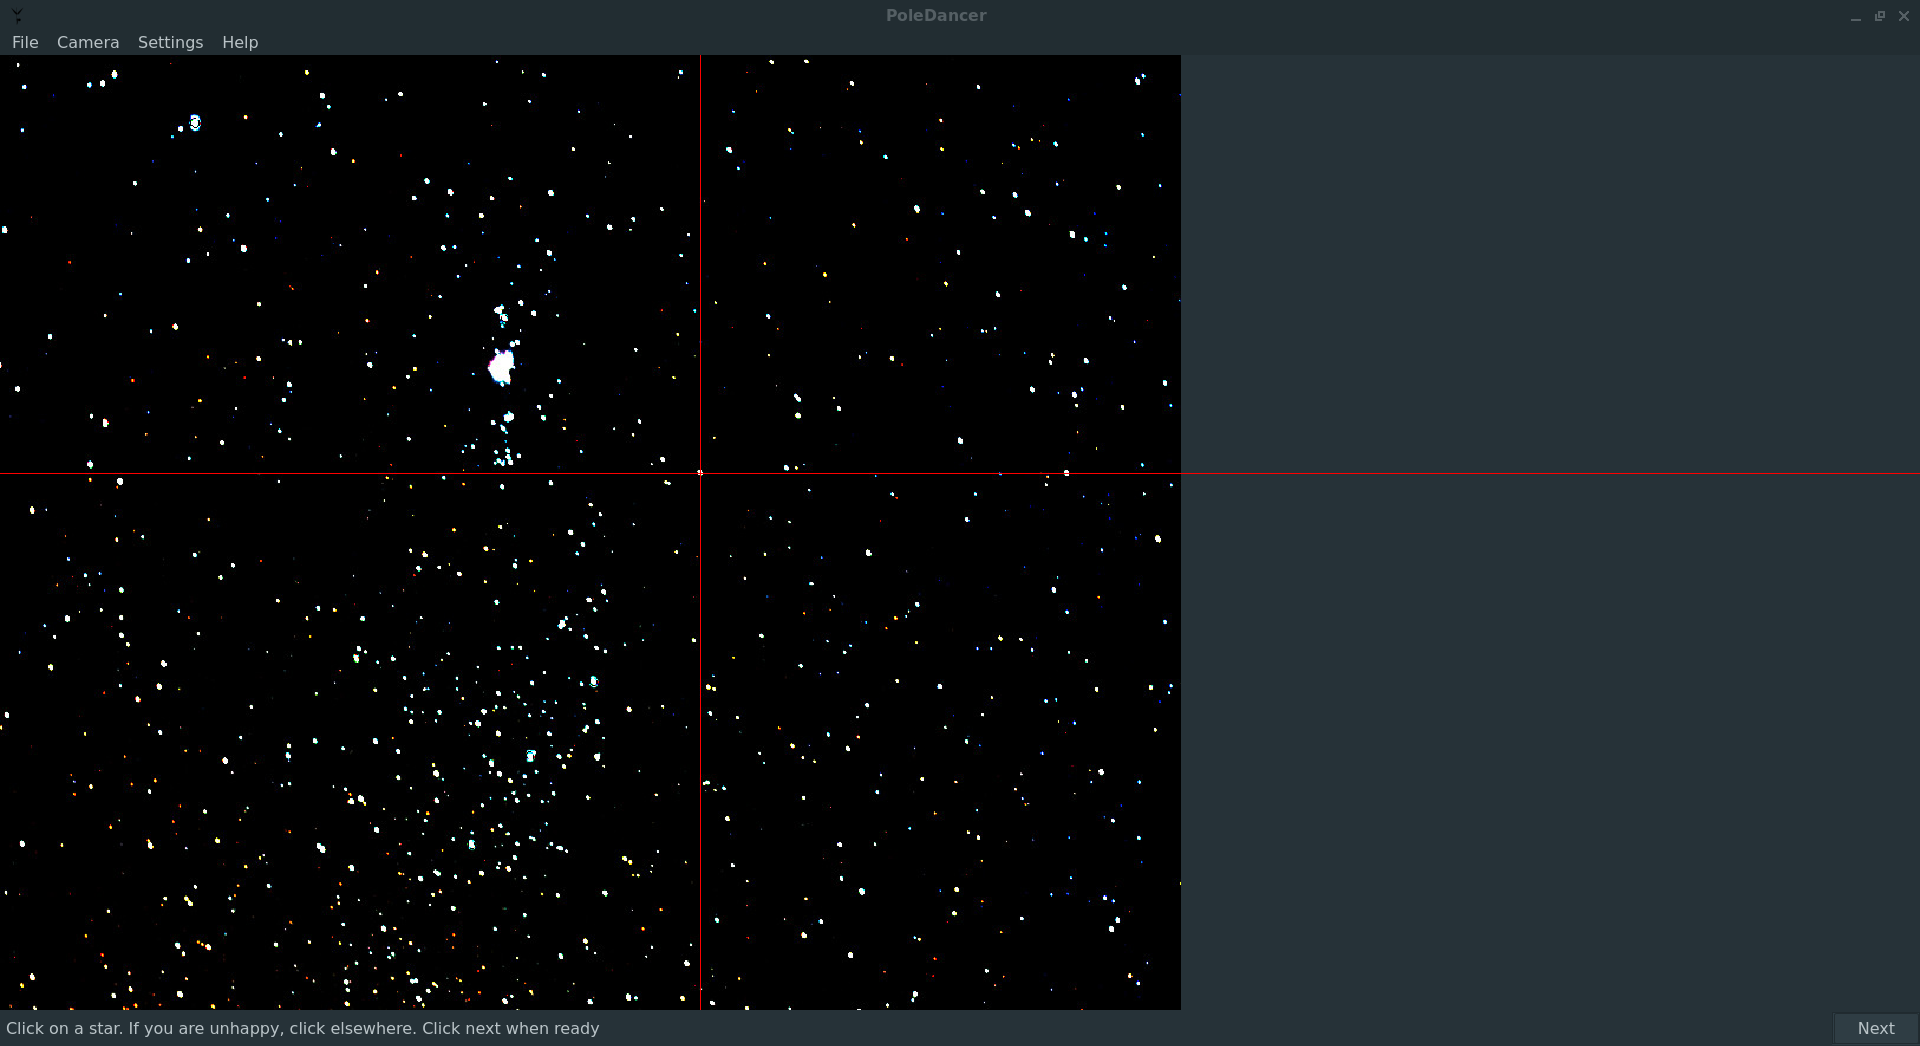 PoleDancer
File Camera Settings Help
Click on a star. If you are unhappy, click elsewhere. Click next when ready
Next